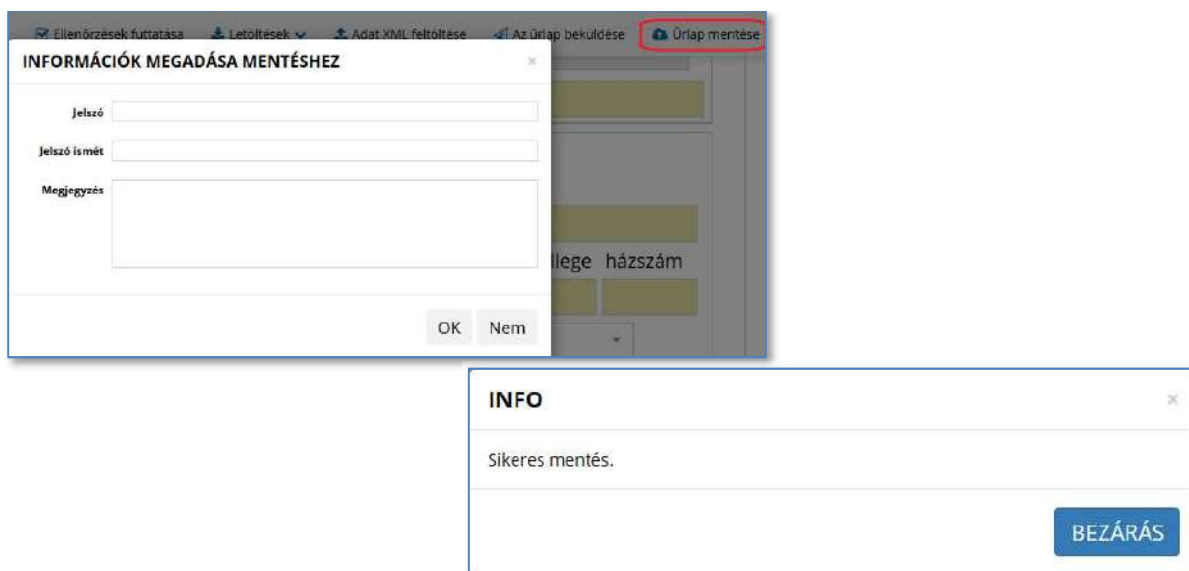 Ellenőrzések futtatása Letöltések Adat XML feltöltése Az űrlap beküldése Űrlap mentése
INFORMÁCIÓK MEGADÁSA MENTÉSHEZ ×
Jelszó
Jelszó ismét
Megjegyzés
llege házszám
OK Nem
INFO ×
Sikeres mentés.
BEZÁRÁS